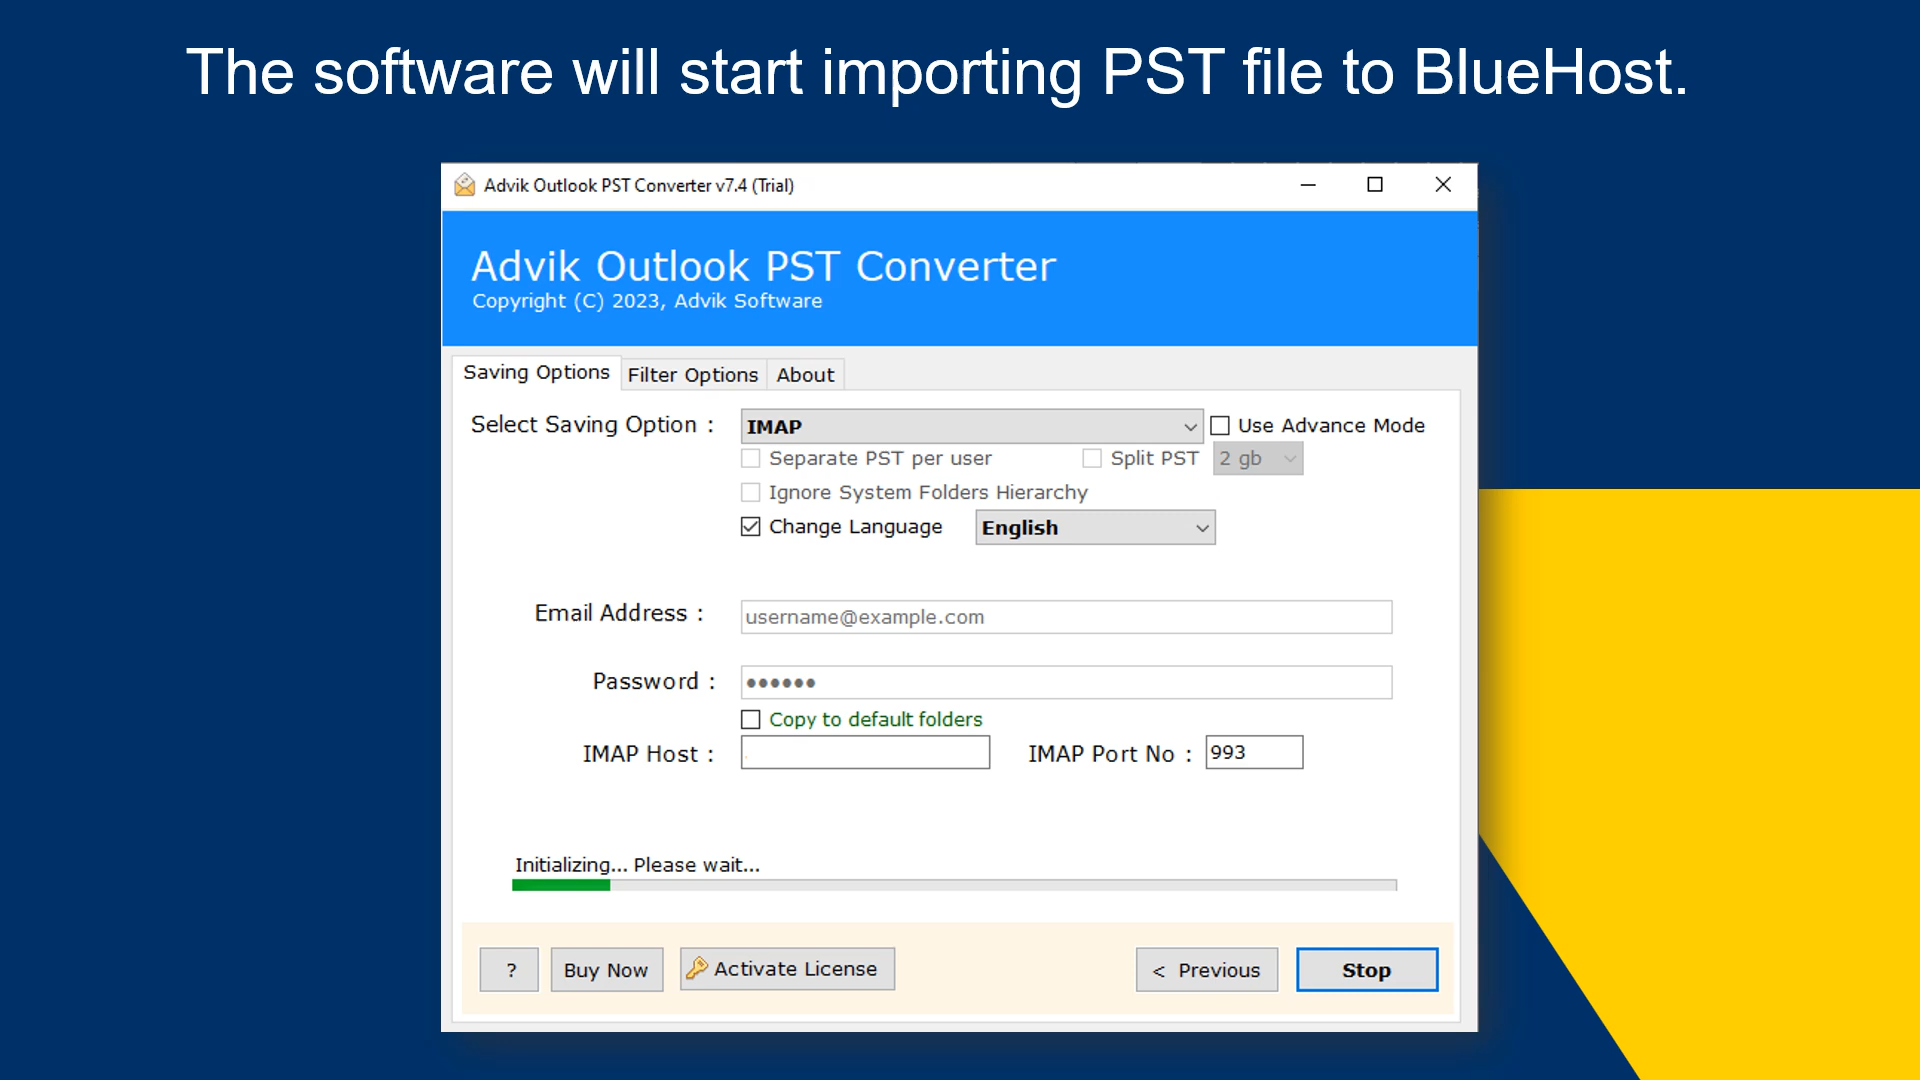 The software will start importing PST file to BlueHost.
Advik Outlook PST Converter v7.4 (Trial)
Advik Outlook PST Converter
Copyright (C) 2023, Advik Software
Saving Options Filter Options About
Select Saving Option : IMAP Use Advance Mode
Separate PST per user Split PST 2 gb
Ignore System Folders Hierarchy
Change Language English
Email Address : username@example.com
Password : ••••••
Copy to default folders
IMAP Host : IMAP Port No : 993
Initializing... Please wait...
? Buy Now Activate License < Previous Stop